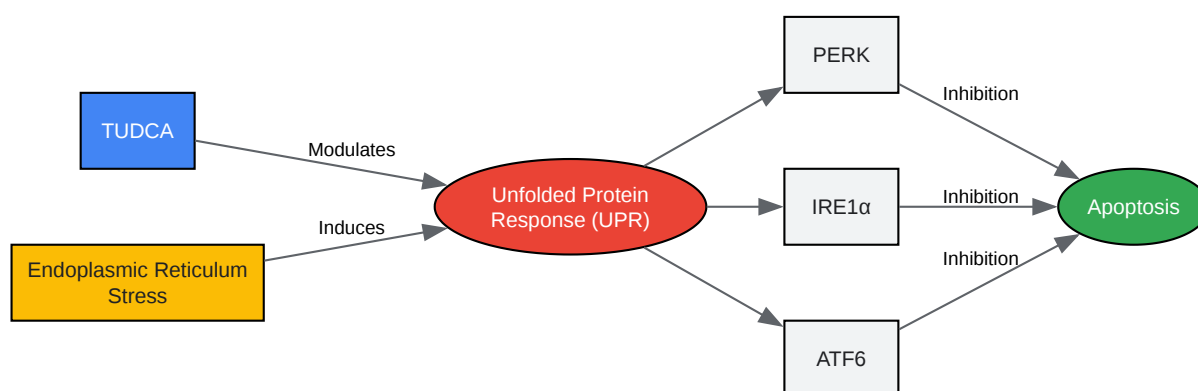 TUDCA
Modulates
Endoplasmic Reticulum
Stress
Induces
Unfolded Protein
Response (UPR)
PERK
IRE1α
ATF6
Inhibition
Inhibition
Inhibition
Apoptosis